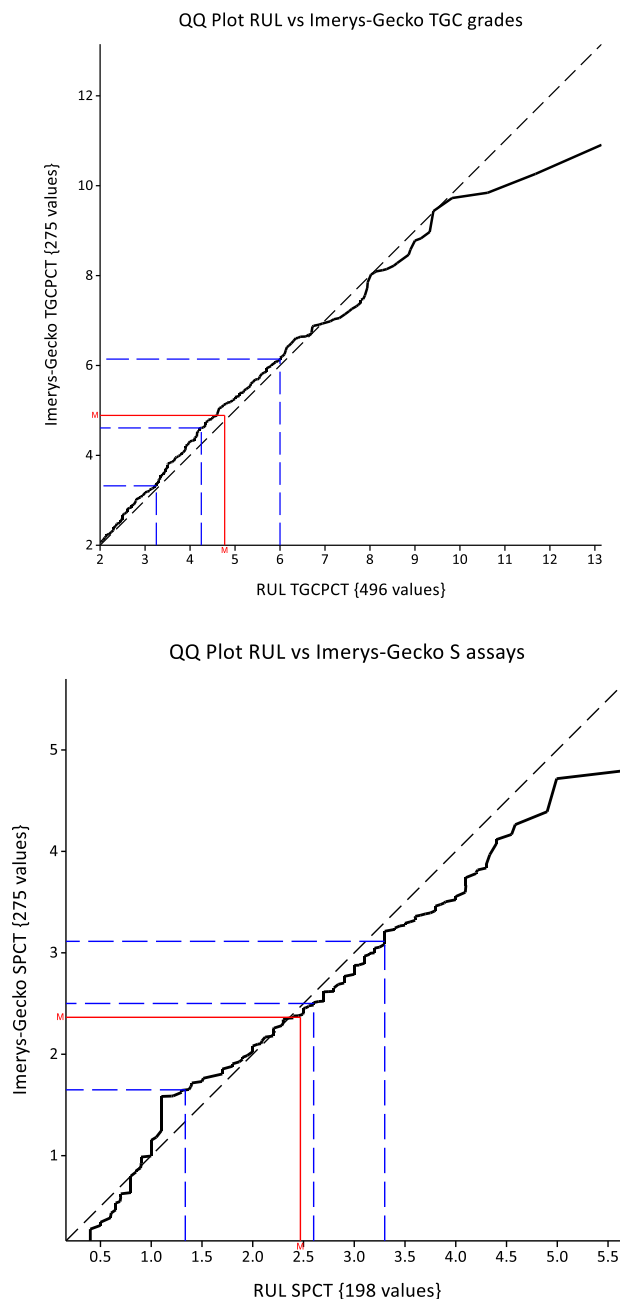 QQ Plot RUL vs Imerys-Gecko TGC grades
Imerys-Gecko TGCPCT {275 values}
12
10
8
6
4
2
M
M
2 3 4 5 6 7 8 9 10 11 12 13
RUL TGCPCT {496 values}
QQ Plot RUL vs Imerys-Gecko S assays
Imerys-Gecko SPCT {275 values}
5
4
3
2
1
M
M
0.5 1.0 1.5 2.0 2.5 3.0 3.5 4.0 4.5 5.0 5.5
RUL SPCT {198 values}